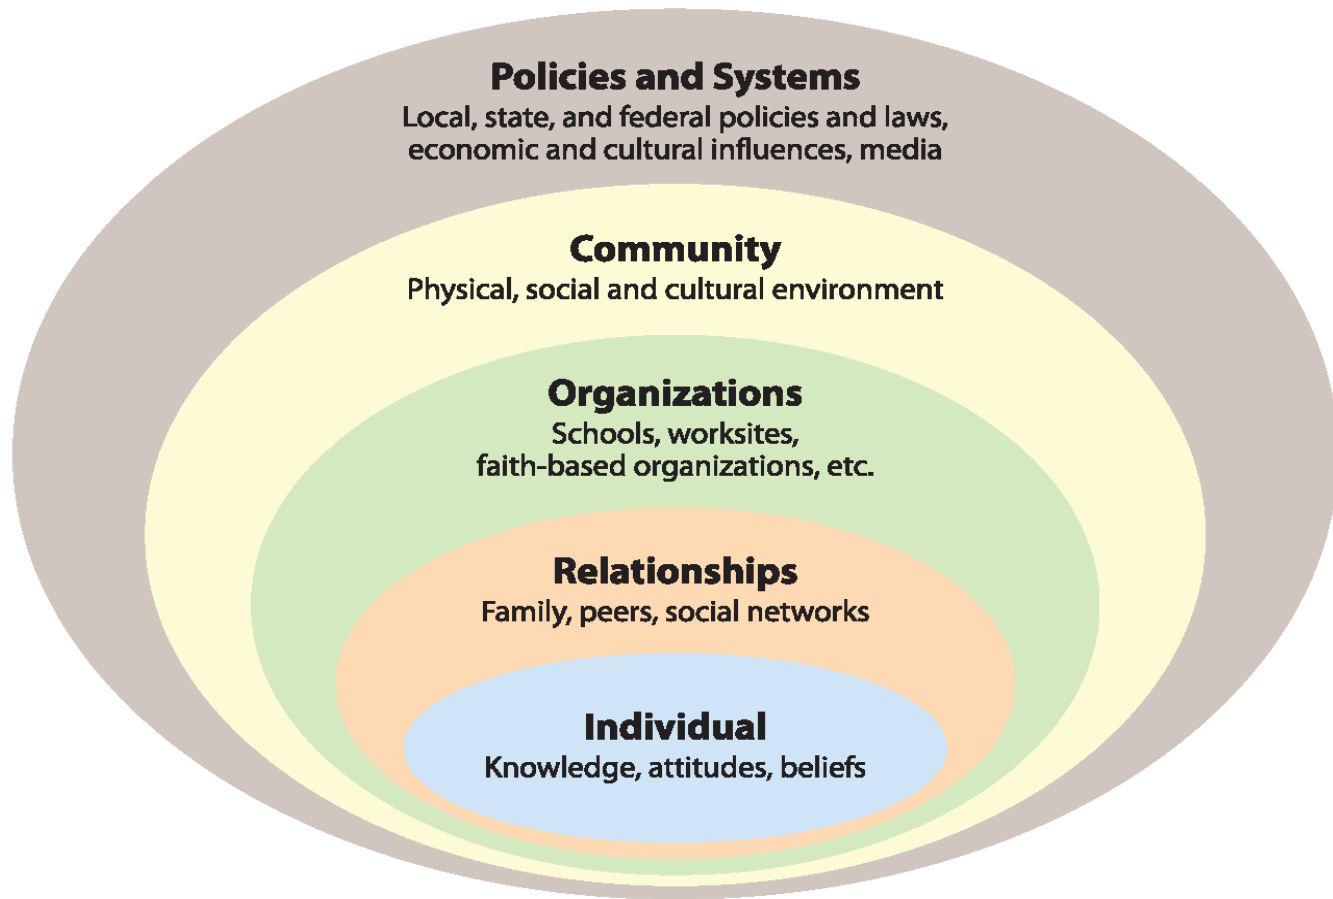 Policies and Systems
Local, state, and federal policies and laws,
economic and cultural influences, media
Community
Physical, social and cultural environment
Organizations
Schools, worksites,
faith-based organizations, etc.
Relationships
Family, peers, social networks
Individual
Knowledge, attitudes, beliefs